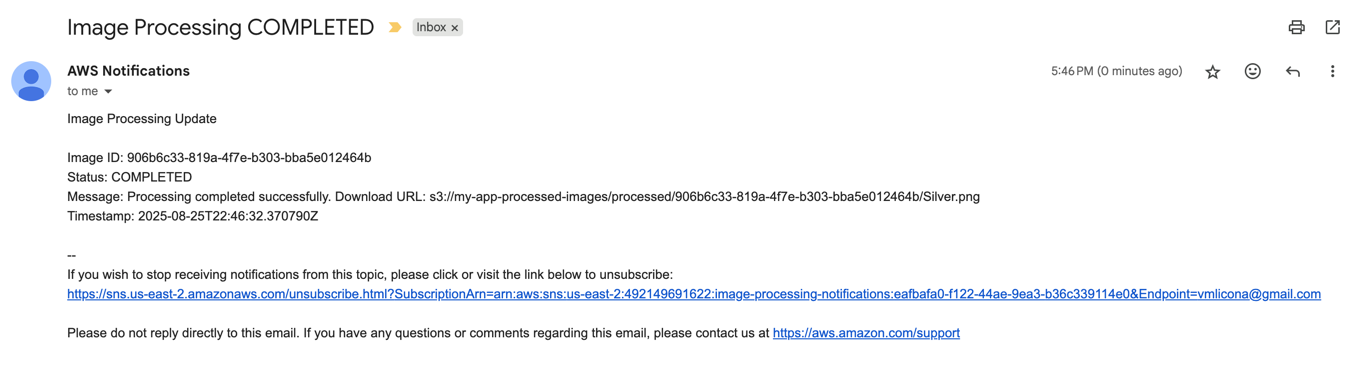 Image Processing COMPLETED Inbox x
AWS Notifications 5:46 PM (0 minutes ago)
to me
Image Processing Update
Image ID: 906b6c33-819a-4f7e-b303-bba5e012464b
Status: COMPLETED
Message: Processing completed successfully. Download URL: s3://my-app-processed-images/processed/906b6c33-819a-4f7e-b303-bba5e012464b/Silver.png
Timestamp: 2025-08-25T22:46:32.370790Z
--
If you wish to stop receiving notifications from this topic, please click or visit the link below to unsubscribe:
https://sns.us-east-2.amazonaws.com/unsubscribe.html?SubscriptionArn=arn:aws:sns:us-east-2:492149691622:image-processing-notifications:eafbafa0-f122-44ae-9ea3-b36c339114e0&Endpoint=vmlicona@gmail.com
Please do not reply directly to this email. If you have any questions or comments regarding this email, please contact us at https://aws.amazon.com/support